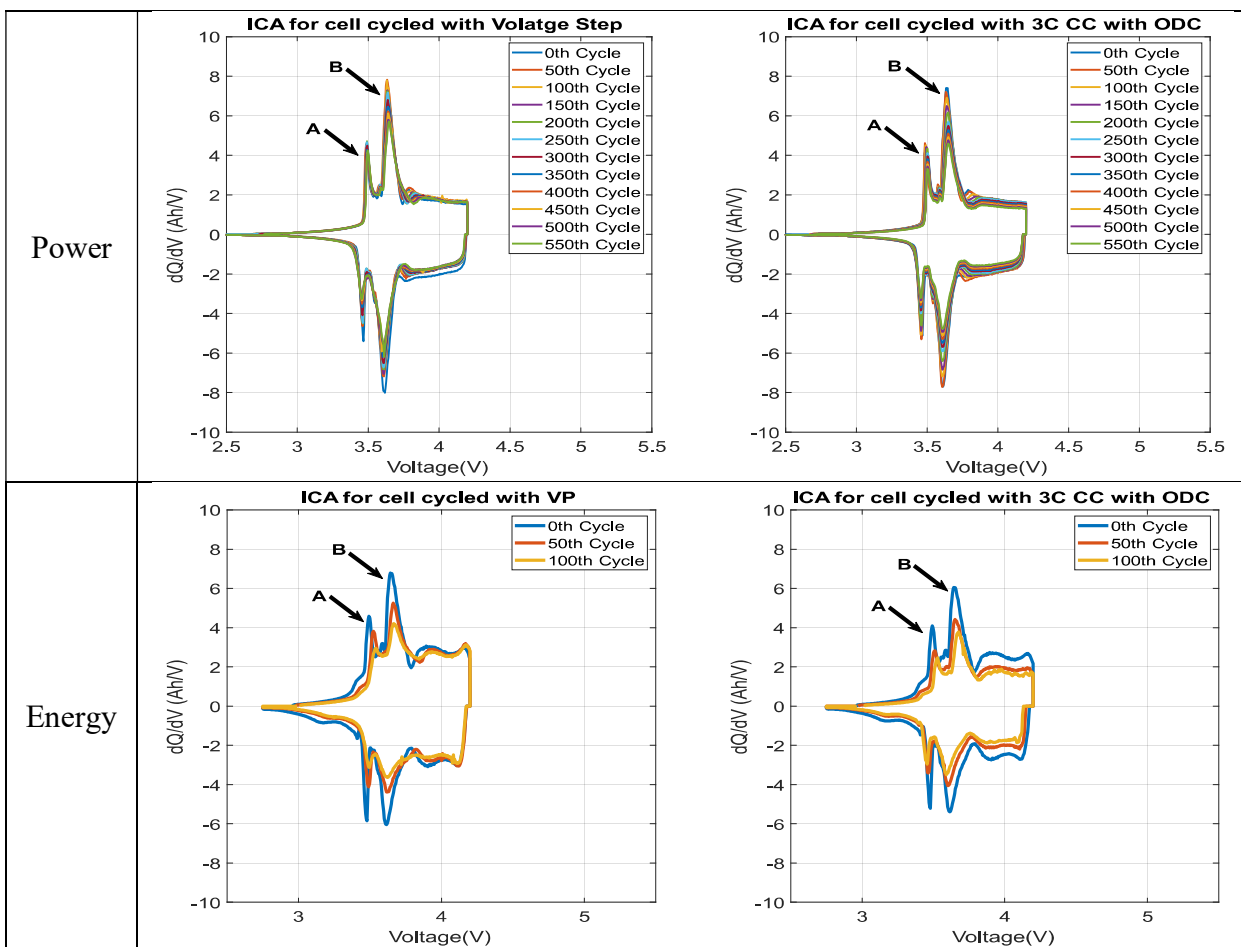 Power
ICA for cell cycled with Volatge Step
10
8
6
4
2
0
-2
-4
-6
-8
-10
dQ/dV (Ah/V)
2.5
3
3.5
4
4.5
5
5.5
Voltage(V)
A
B
0th Cycle
50th Cycle
100th Cycle
150th Cycle
200th Cycle
250th Cycle
300th Cycle
350th Cycle
400th Cycle
450th Cycle
500th Cycle
550th Cycle
ICA for cell cycled with 3C CC with ODC
10
8
6
4
2
0
-2
-4
-6
-8
-10
dQ/dV (Ah/V)
2.5
3
3.5
4
4.5
5
5.5
Voltage(V)
A
B
0th Cycle
50th Cycle
100th Cycle
150th Cycle
200th Cycle
250th Cycle
300th Cycle
350th Cycle
400th Cycle
450th Cycle
500th Cycle
550th Cycle
Energy
ICA for cell cycled with VP
10
8
6
4
2
0
-2
-4
-6
-8
-10
dQ/dV (Ah/V)
3
4
5
Voltage(V)
A
B
0th Cycle
50th Cycle
100th Cycle
ICA for cell cycled with 3C CC with ODC
10
8
6
4
2
0
-2
-4
-6
-8
-10
dQ/dV (Ah/V)
3
4
5
Voltage(V)
A
B
0th Cycle
50th Cycle
100th Cycle